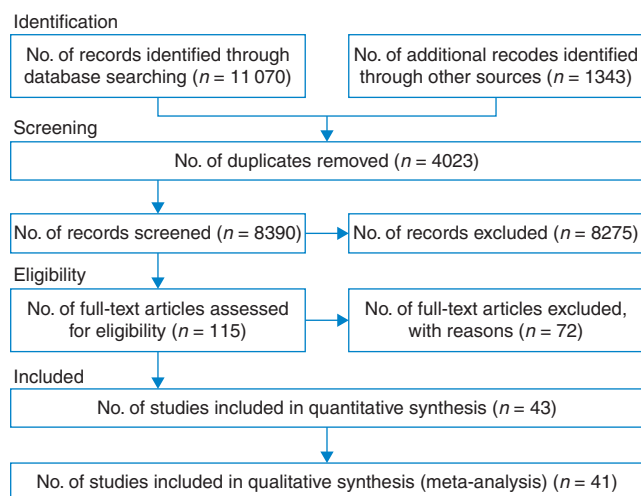 Identification
No. of records identified through
database searching (n = 11 070)
No. of additional recodes identified
through other sources (n = 1343)
Screening
No. of duplicates removed (n = 4023)
No. of records screened (n = 8390)
No. of records excluded (n = 8275)
Eligibility
No. of full-text articles assessed
for eligibility (n = 115)
No. of full-text articles excluded,
with reasons (n = 72)
Included
No. of studies included in quantitative synthesis (n = 43)
No. of studies included in qualitative synthesis (meta-analysis) (n = 41)